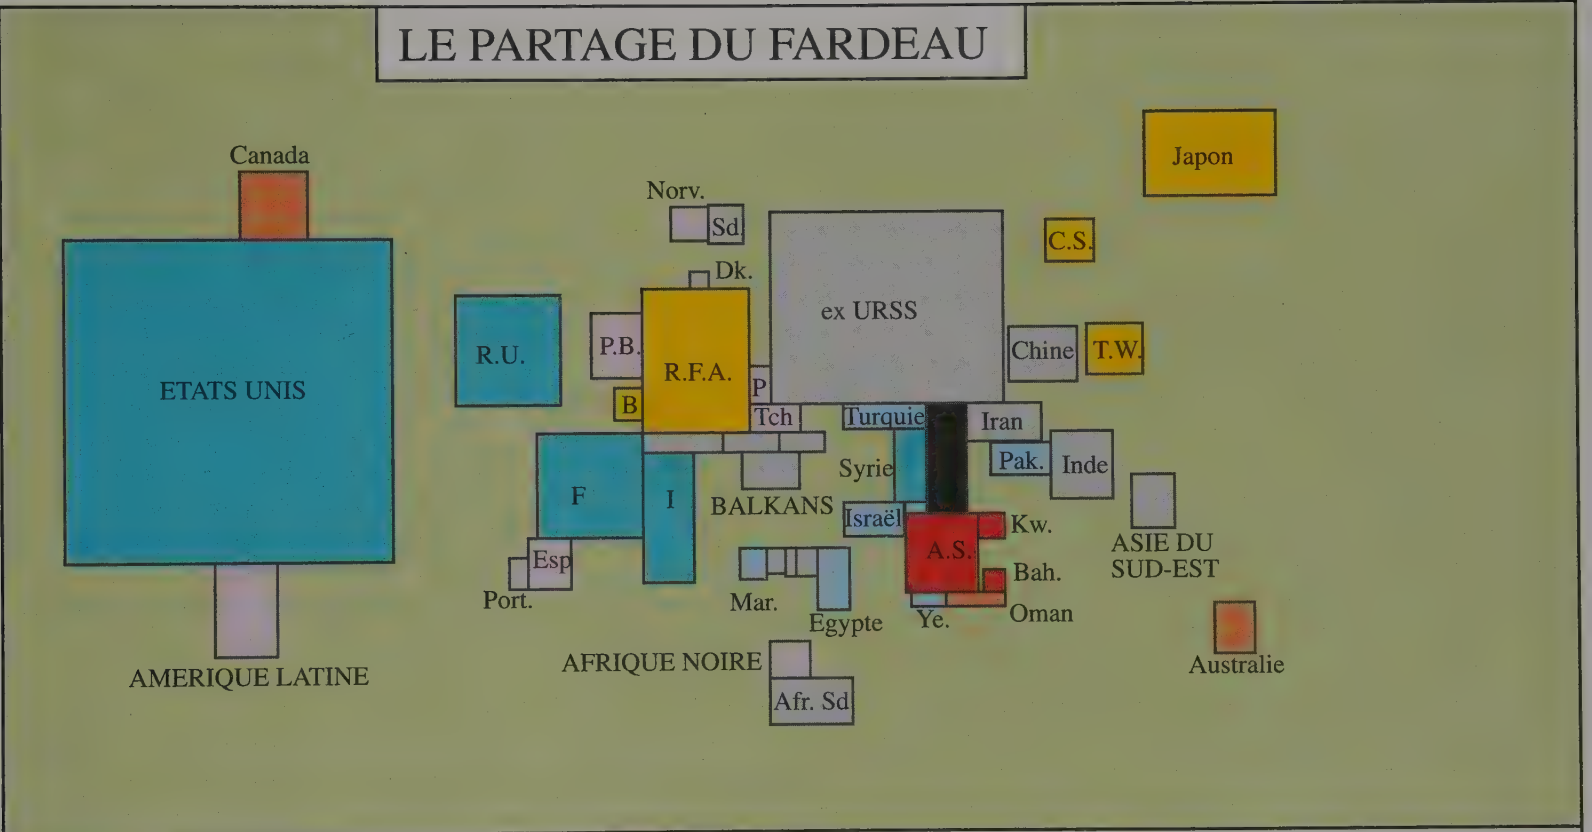 LE PARTAGE DU FARDEAU
Japon
Canada
Norv.
Sd
C.S.
Dk.
ex URSS
R.U.
P.B.
R.F.A.
Chine
T.W.
ETATS UNIS
P
B
Tch
Turquie
Iran
Pak.
Inde
Syrie
F
I
BALKANS
Israël
Kw.
A.S.
ASIE DU
SUD-EST
Esp
Port.
Bah.
Mar.
Egypte
Ye.
Oman
AFRIQUE NOIRE
Australie
AMERIQUE LATINE
Afr. Sd